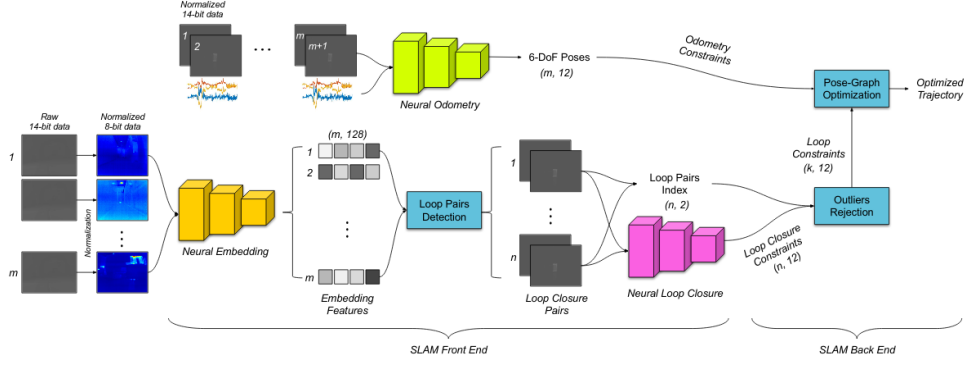 Normalized
14-bit data
1
2
m
m+1
Neural Odometry
6-DoF Poses
(m, 12)
Odometry
Constraints
Pose-Graph
Optimization
Optimized
Trajectory
Raw
14-bit data
Normalized
8-bit data
1
m
Normalization
Neural Embedding
(m, 128)
1
2
m
Embedding
Features
Loop Pairs
Detection
1
n
Loop Closure
Pairs
Loop Pairs
Index
(n, 2)
Neural Loop Closure
Loop
Constraints
(k, 12)
Outliers
Rejection
Loop Closure
Constraints
(n, 12)
SLAM Front End
SLAM Back End